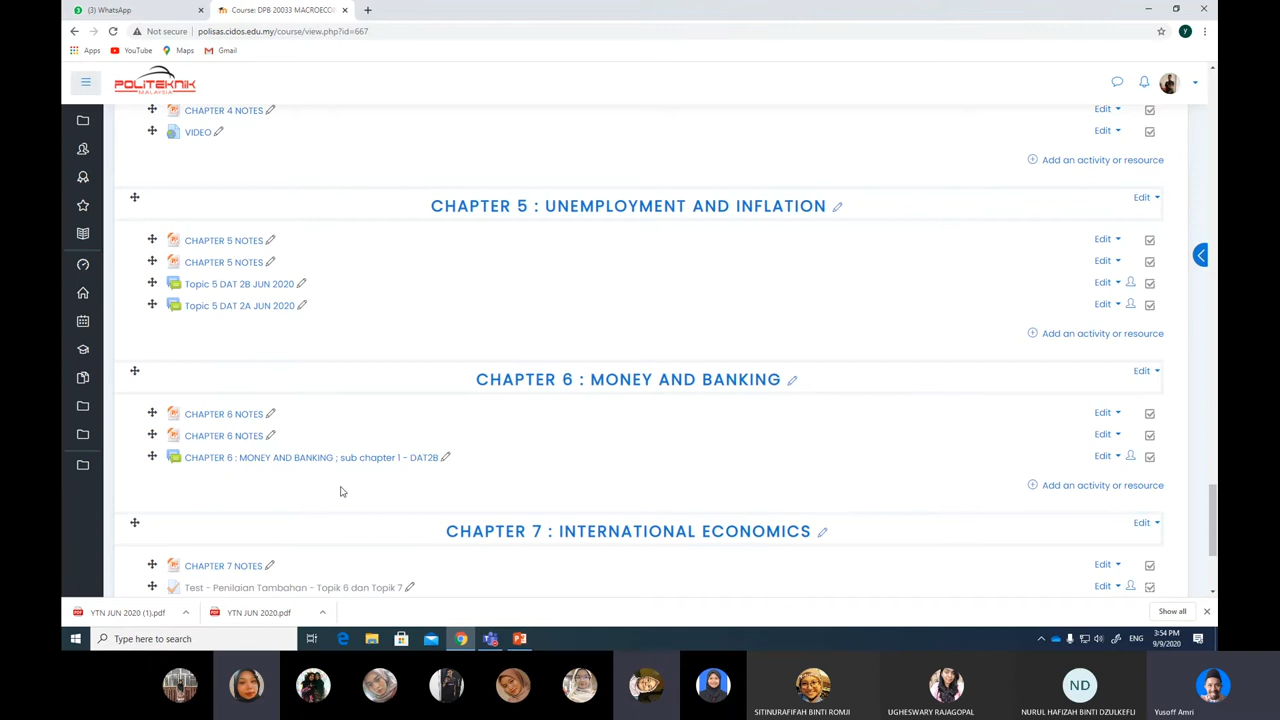 (3) WhatsApp
Course: DPB 20033 MACROECON
Not secure
polisas.cidos.edu.my/course/view.php?id=667
Y
Apps
YouTube
Maps
Gmail
POLITEKNIK
MALAYSIA
CHAPTER 4 NOTES
Edit
VIDEO
Edit
Add an activity or resource
CHAPTER 5 : UNEMPLOYMENT AND INFLATION
Edit
CHAPTER 5 NOTES
Edit
CHAPTER 5 NOTES
Edit
Topic 5 DAT 2B JUN 2020
Edit
Topic 5 DAT 2A JUN 2020
Edit
Add an activity or resource
CHAPTER 6 : MONEY AND BANKING
Edit
CHAPTER 6 NOTES
Edit
CHAPTER 6 NOTES
Edit
CHAPTER 6 : MONEY AND BANKING ; sub chapter 1 - DAT2B
Edit
Add an activity or resource
CHAPTER 7 : INTERNATIONAL ECONOMICS
Edit
CHAPTER 7 NOTES
Edit
Test - Penilaian Tambahan - Topik 6 dan Topik 7
Edit
YTN JUN 2020 (1).pdf
YTN JUN 2020.pdf
Show all
Type here to search
ENG
3:54 PM
9/9/2020
ND
SITINURAFIFAH BINTI ROMJI
UGHESWARY RAJAGOPAL
NURUL HAFIZAH BINTI DZULKEFLI
Yusoff Amri